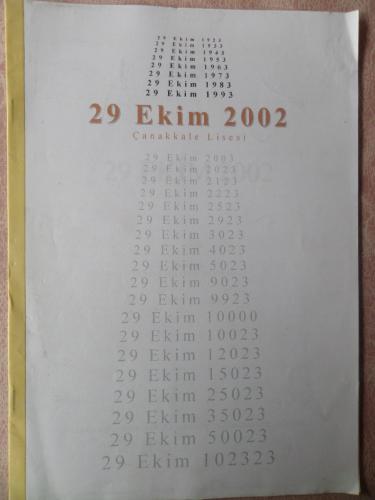 29 Ekim 1923
29 Ekim 1933
29 Ekim 1943
29 Ekim 1953
29 Ekim 1963
29 Ekim 1973
29 Ekim 1983
29 Ekim 1993
29 Ekim 2002
Çanakkale Lisesi
29 Ekim 2003
29 Ekim 2023
29 Ekim 2123
29 Ekim 2223
29 Ekim 2523
29 Ekim 2923
29 Ekim 3023
29 Ekim 4023
29 Ekim 5023
29 Ekim 9023
29 Ekim 9923
29 Ekim 10000
29 Ekim 10023
29 Ekim 12023
29 Ekim 15023
29 Ekim 25023
29 Ekim 35023
29 Ekim 50023
29 Ekim 102323